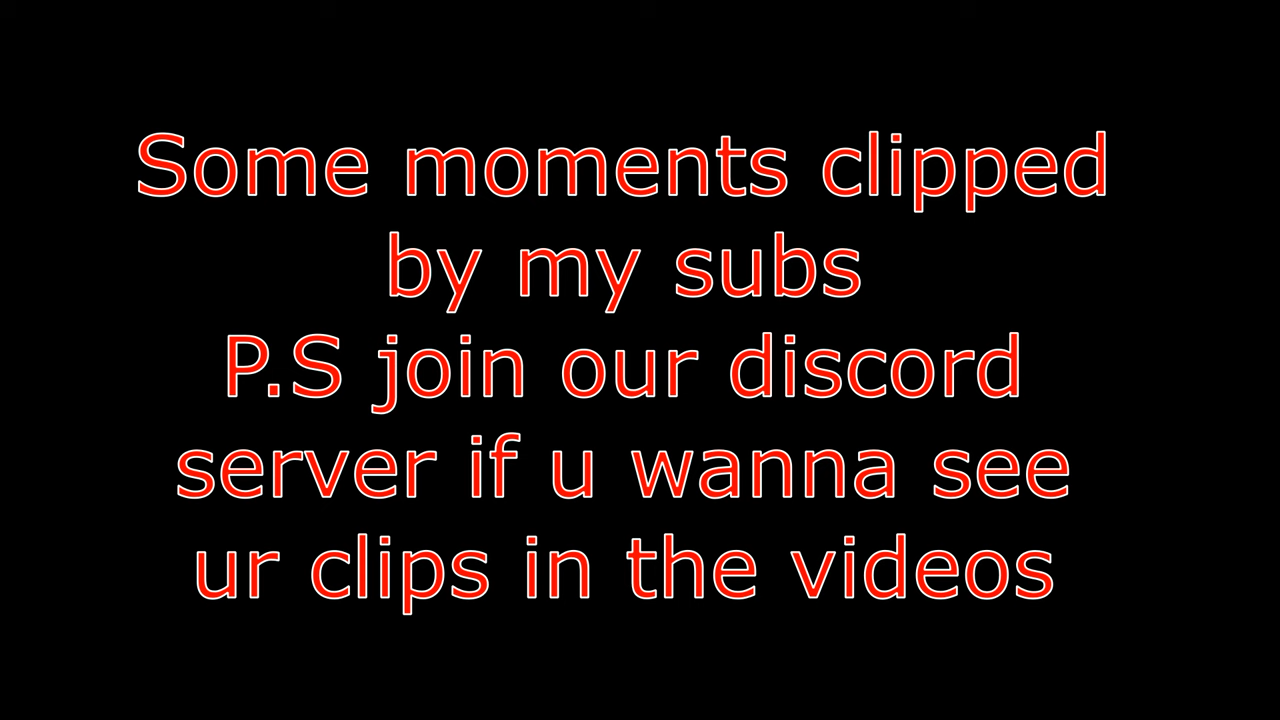 Some moments clipped
by my subs
P.S join our discord
server if u wanna see
ur clips in the videos